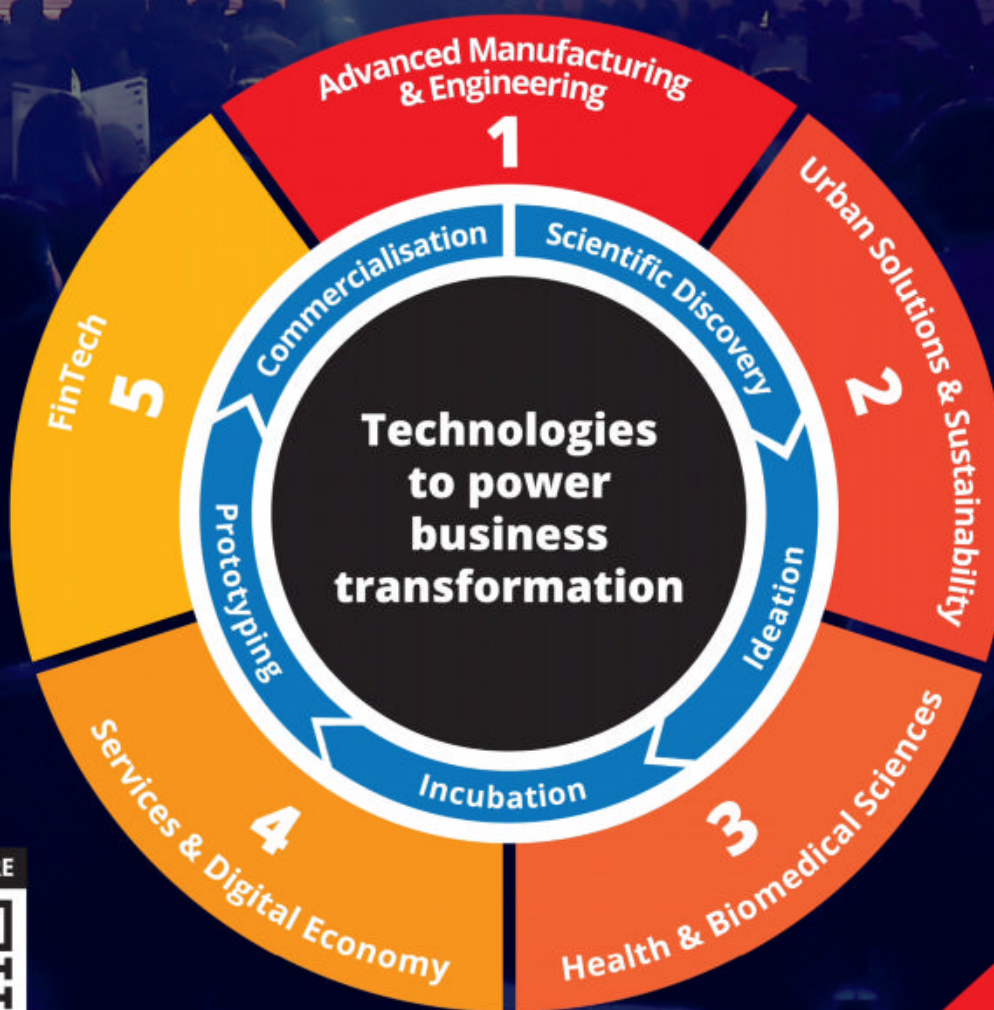 Advanced Manufacturing
& Engineering
1
Urban Solutions & Sustainability
2
Health & Biomedical Sciences
3
Services & Digital Economy
4
FinTech
5
Scientific Discovery
Ideation
Incubation
Prototyping
Commercialisation
Technologies
to power
business
transformation